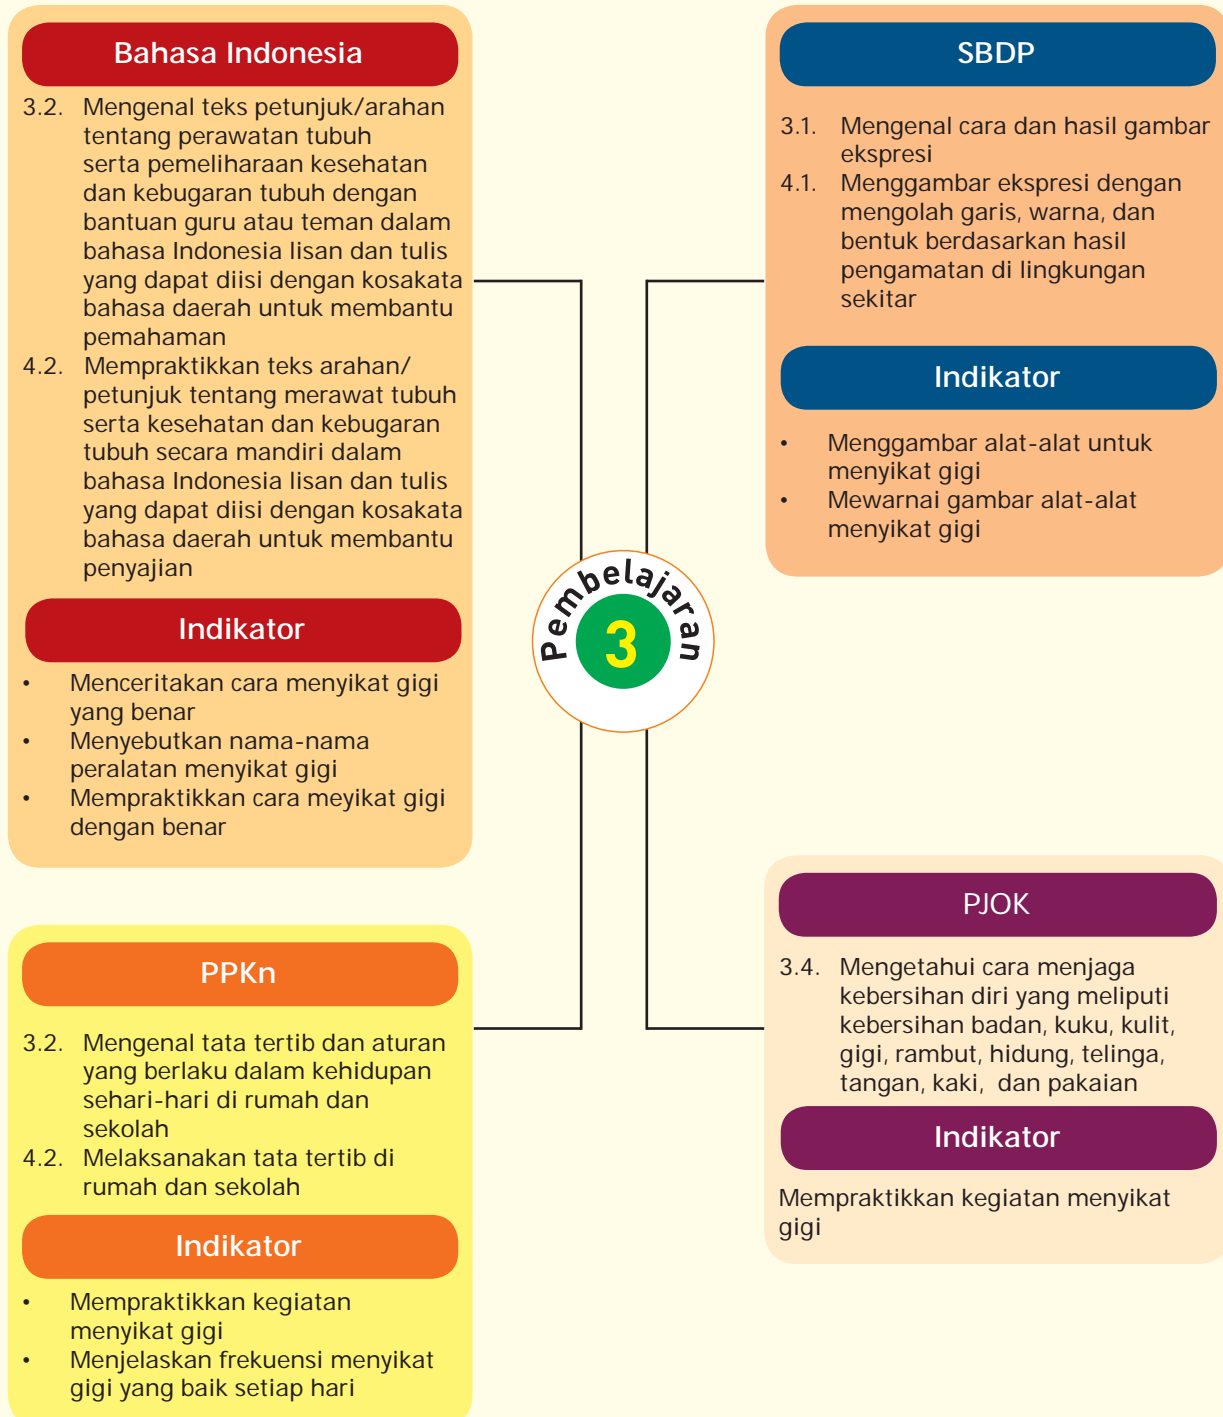 Bahasa Indonesia
3.2. Mengenal teks petunjuk/arahan
tentang perawatan tubuh
serta pemeliharaan kesehatan
dan kebugaran tubuh dengan
bantuan guru atau teman dalam
bahasa Indonesia lisan dan tulis
yang dapat diisi dengan kosakata
bahasa daerah untuk membantu
pemahaman
4.2. Mempraktikkan teks arahan/
petunjuk tentang merawat tubuh
serta kesehatan dan kebugaran
tubuh secara mandiri dalam
bahasa Indonesia lisan dan tulis
yang dapat diisi dengan kosakata
bahasa daerah untuk membantu
penyajian
Indikator
• Menceritakan cara menyikat gigi
yang benar
• Menyebutkan nama-nama
peralatan menyikat gigi
• Mempraktikkan cara meyikat gigi
dengan benar
SBDP
3.1. Mengenal cara dan hasil gambar
ekspresi
4.1. Menggambar ekspresi dengan
mengolah garis, warna, dan
bentuk berdasarkan hasil
pengamatan di lingkungan
sekitar
Indikator
• Menggambar alat-alat untuk
menyikat gigi
• Mewarnai gambar alat-alat
menyikat gigi
Pembelajaran
3
PPKn
3.2. Mengenal tata tertib dan aturan
yang berlaku dalam kehidupan
sehari-hari di rumah dan
sekolah
4.2. Melaksanakan tata tertib di
rumah dan sekolah
Indikator
• Mempraktikkan kegiatan
menyikat gigi
• Menjelaskan frekuensi menyikat
gigi yang baik setiap hari
PJOK
3.4. Mengetahui cara menjaga
kebersihan diri yang meliputi
kebersihan badan, kuku, kulit,
gigi, rambut, hidung, telinga,
tangan, kaki, dan pakaian
Indikator
Mempraktikkan kegiatan menyikat
gigi